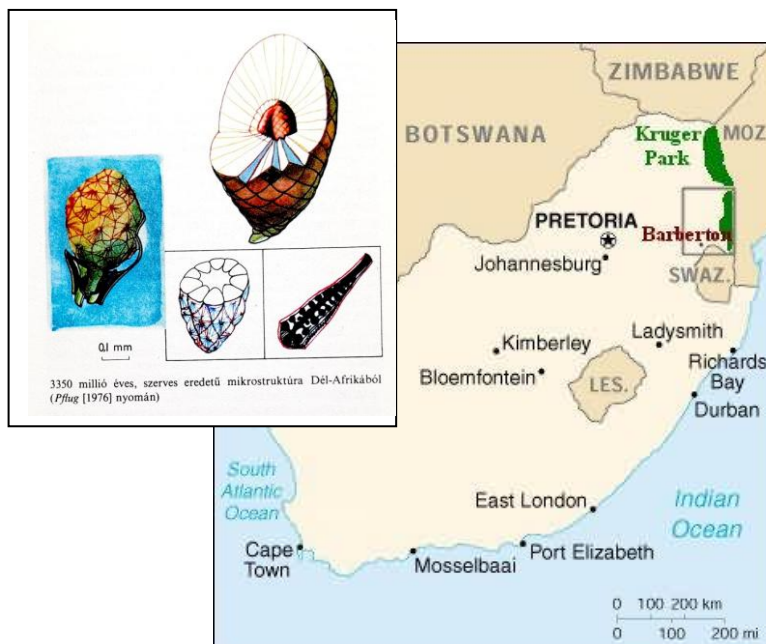 0,1 mm
3350 millió éves, szerves eredetű mikrostruktúra Dél-Afrikából
(Pflug [1976] nyomán)
ZIMBABWE
BOTSWANA
Kruger
Park
MOZ
PRETORIA
Barberton
Johannesburg
SWAZ.
Ladysmith
Kimberley
Richards
Bay
Bloemfontein
LES.
Durban
South
Atlantic
Ocean
East London
Indian
Ocean
Cape
Town
Mosselbaai
Port Elizabeth
0 100 200 km
0 100 200 mi